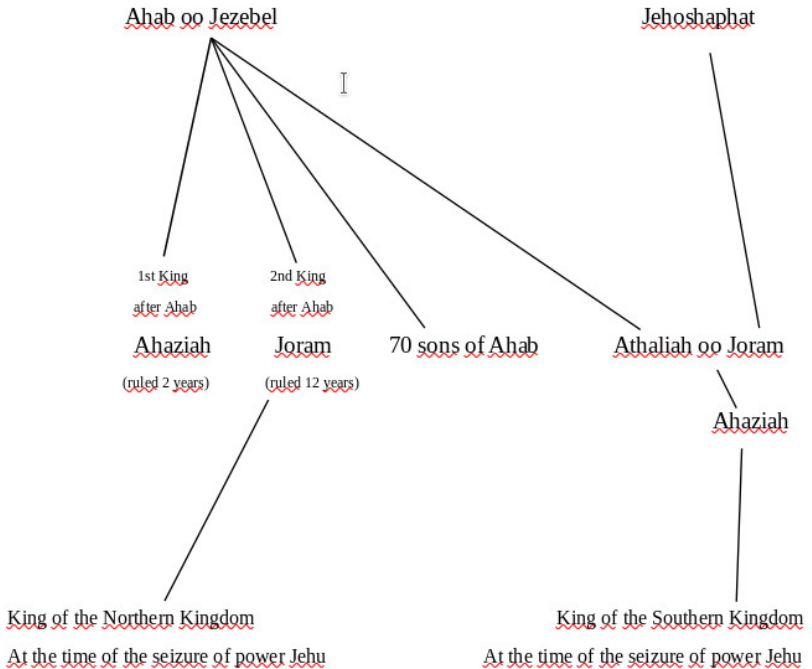 Ahab oo Jezebel
Jehoshaphat
1st King
after Ahab
Ahaziah
(ruled 2 years)
2nd King
after Ahab
Joram
(ruled 12 years)
70 sons of Ahab
Athaliah oo Joram
Ahaziah
King of the Northern Kingdom
At the time of the seizure of power Jehu
King of the Southern Kingdom
At the time of the seizure of power Jehu